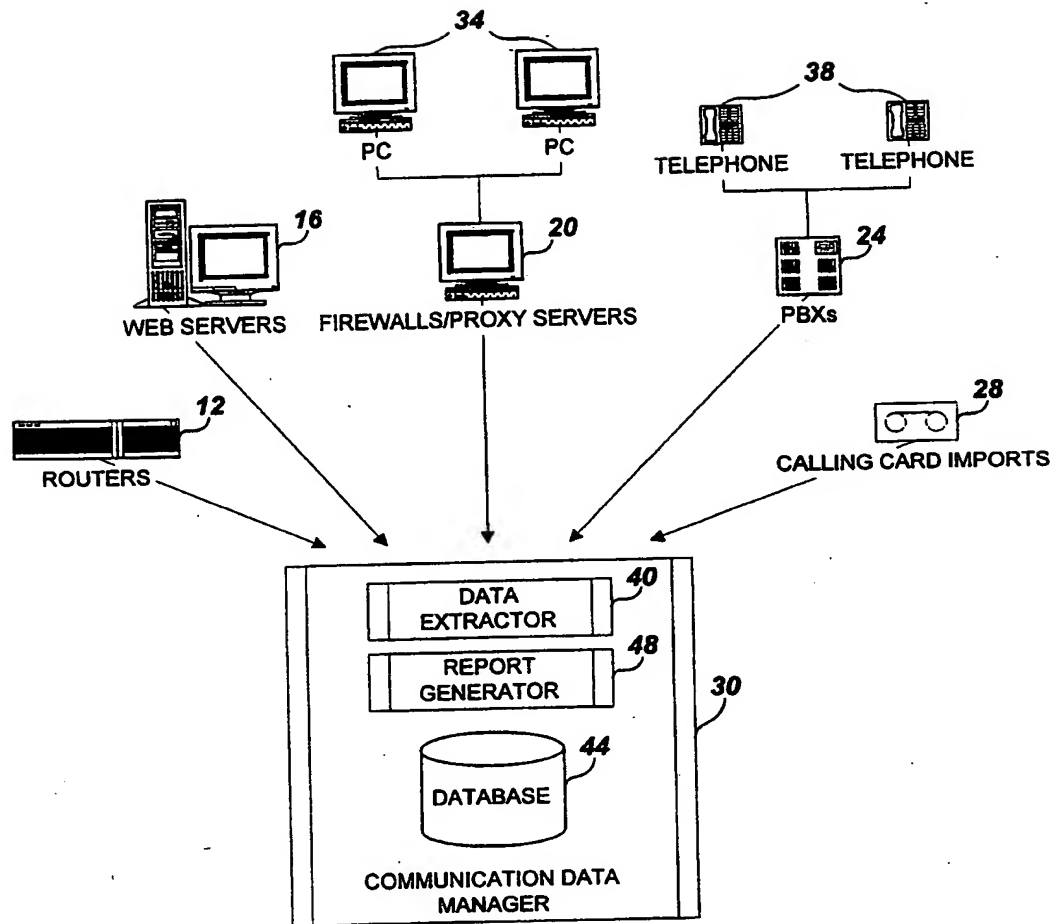 34
38
PC
PC
TELEPHONE
TELEPHONE
16
20
24
WEB SERVERS
FIREWALLS/PROXY SERVERS
PBXs
12
28
ROUTERS
CALLING CARD IMPORTS
40
DATA
EXTRACTOR
48
REPORT
GENERATOR
30
44
DATABASE
COMMUNICATION DATA
MANAGER